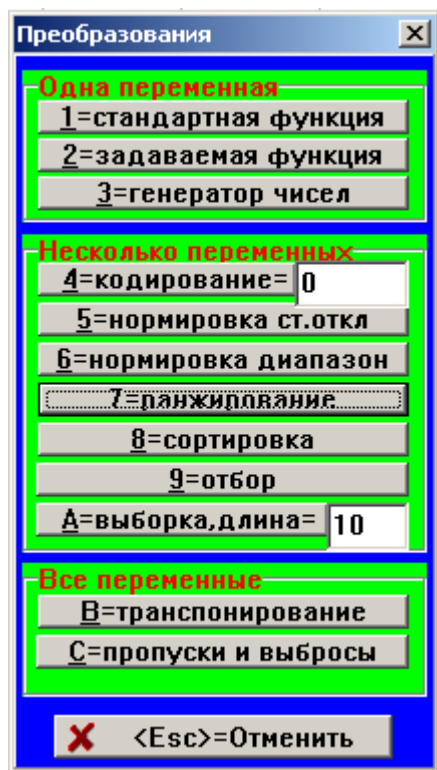 Преобразования
Одна переменная
1=стандартная функция
2=задаваемая функция
3=генератор чисел
Несколько переменных
4=кодирование= 0
5=нормировка ст.откл
6=нормировка диапазон
7=ранжирование
8=сортировка
9=отбор
A=выборка,длина= 10
Все переменные
B=транспонирование
C=пропуски и выбросы
<Esc>=Отменить